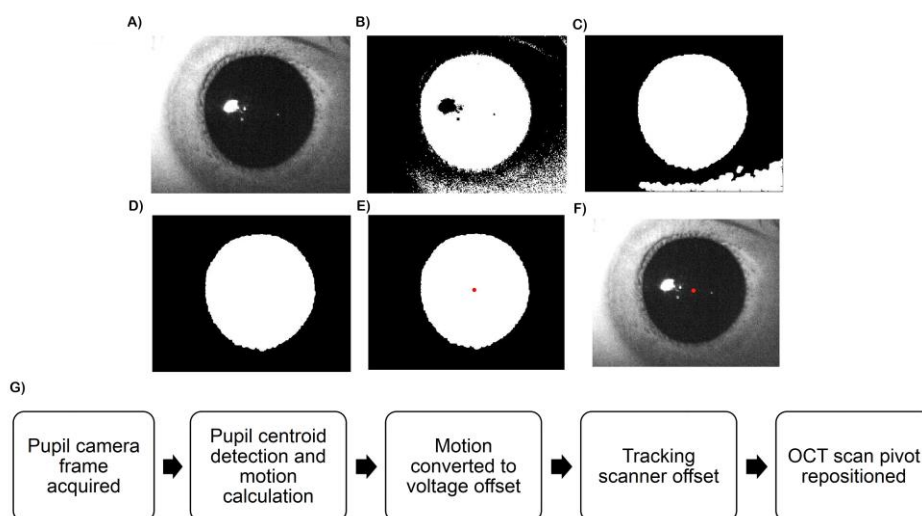 A)
B)
C)
D)
E)
F)
G)
Pupil camera
frame
acquired
Pupil centroid
detection and
motion
calculation
Motion
converted to
voltage offset
Tracking
scanner offset
OCT scan pivot
repositioned